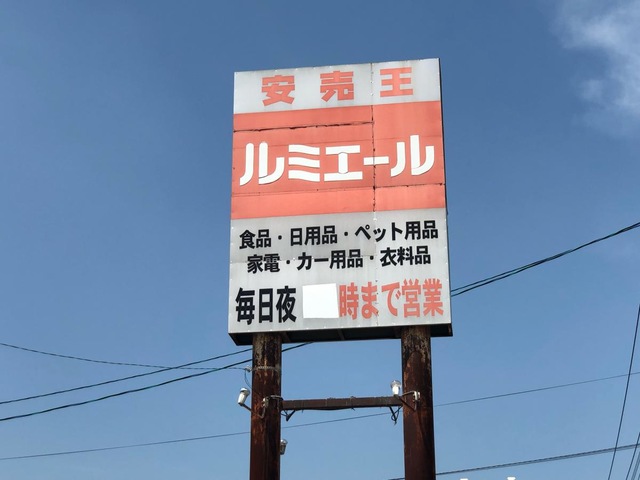 安売王
ルミエール
食品・日用品・ペット用品
家電・カー用品・衣料品
毎日夜 時まで営業